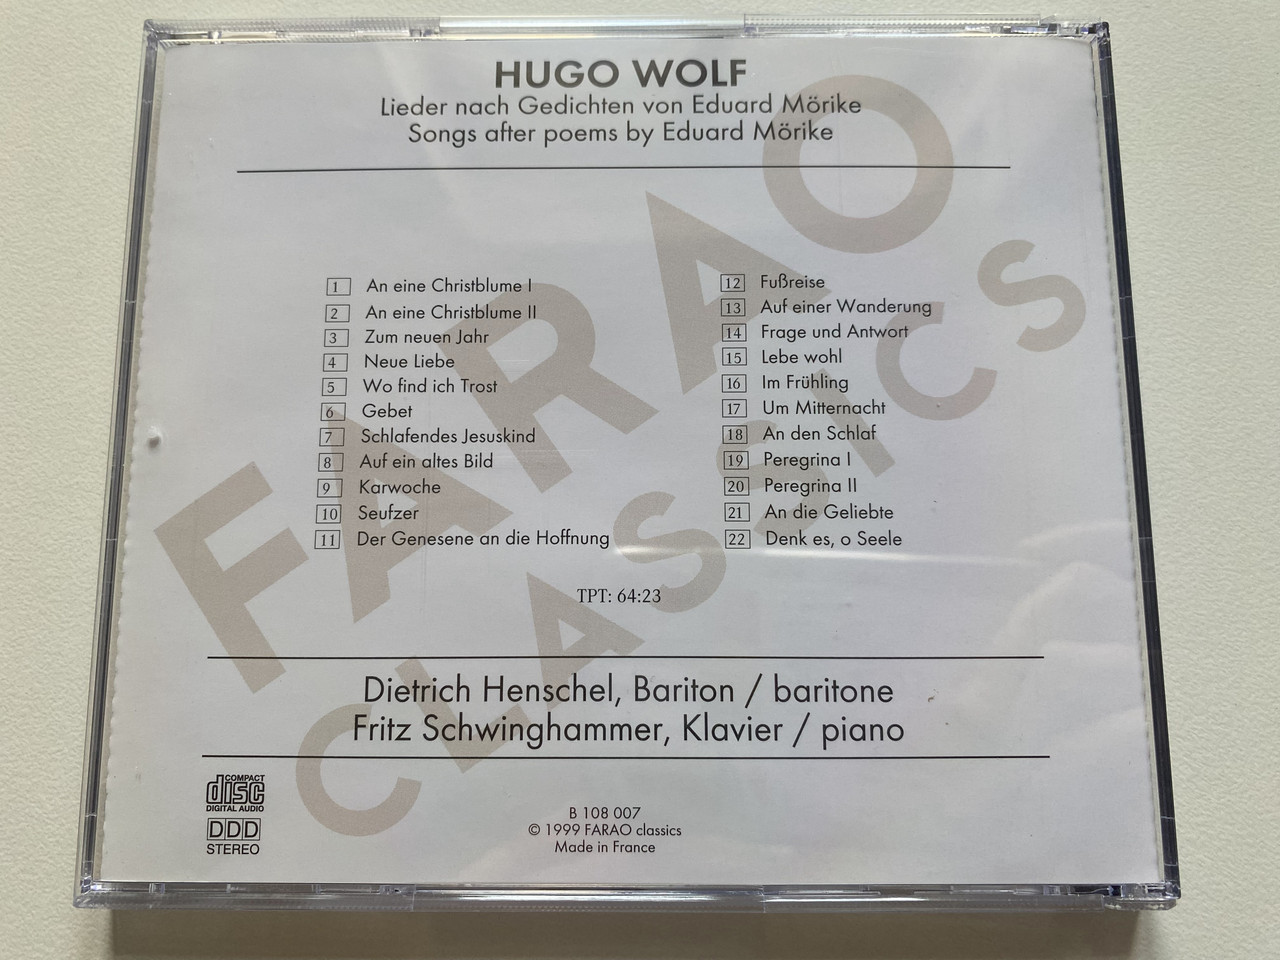 HUGO WOLF
Lieder nach Gedichten von Eduard Mörike
Songs after poems by Eduard Mörike
FARAO
CLASSICS
1 An eine Christblume I
2 An eine Christblume II
3 Zum neuen Jahr
4 Neue Liebe
5 Wo find ich Trost
6 Gebet
7 Schlafendes Jesuskind
8 Auf ein altes Bild
9 Karwoche
10 Seufzer
11 Der Genesene an die Hoffnung
12 Fußreise
13 Auf einer Wanderung
14 Frage und Antwort
15 Lebe wohl
16 Im Frühling
17 Um Mitternacht
18 An den Schlaf
19 Peregrina I
20 Peregrina II
21 An die Geliebte
22 Denk es, o Seele
TPT: 64:23
Dietrich Henschel, Bariton / baritone
Fritz Schwinghammer, Klavier / piano
COMPACT
disc
DIGITAL AUDIO
DDD
STEREO
B 108 007
© 1999 FARAO classics
Made in France